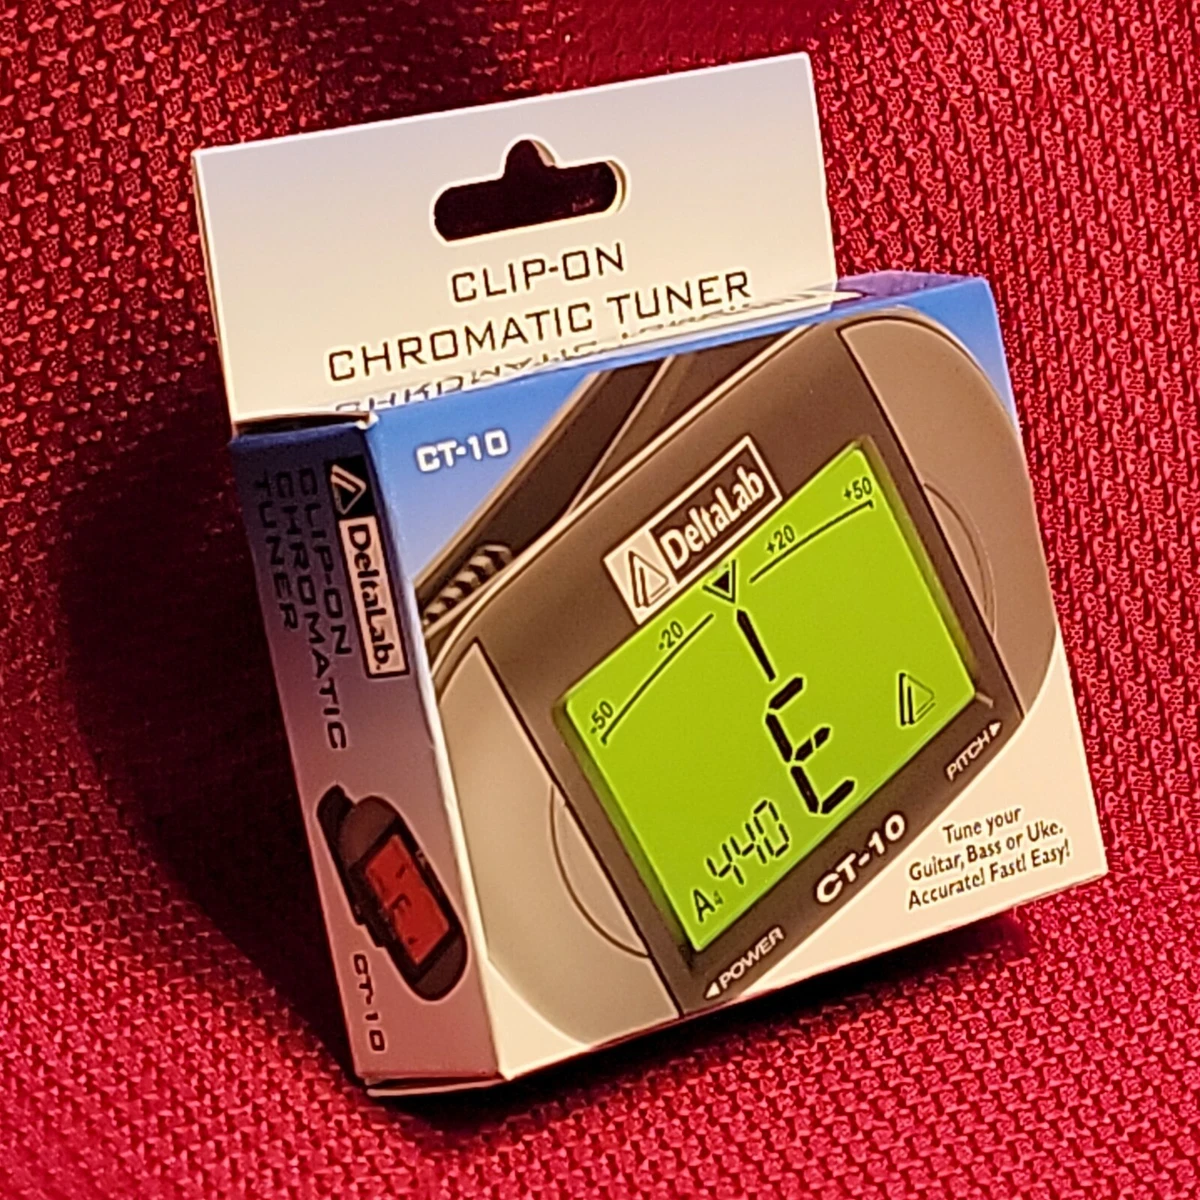 CLIP-ON
CHROMATIC TUNER
CT-10
DeltaLab
-50
-20
+20
+50
E
A4 440
CT-10
PITCH
POWER
Tune your
Guitar, Bass or Uke.
Accurate! Fast! Easy!
DeltaLab.
CLIP-ON
CHROMATIC
TUNER
E
CT-10